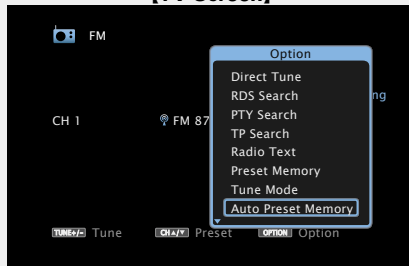 [TV Screen]
FM
Option
Direct Tune
RDS Search
ng
PTY Search
CH 1
FM 87
TP Search
Radio Text
Preset Memory
Tune Mode
Auto Preset Memory
TUNE+/- Tune
CH▲/▼ Preset
OPTION Option